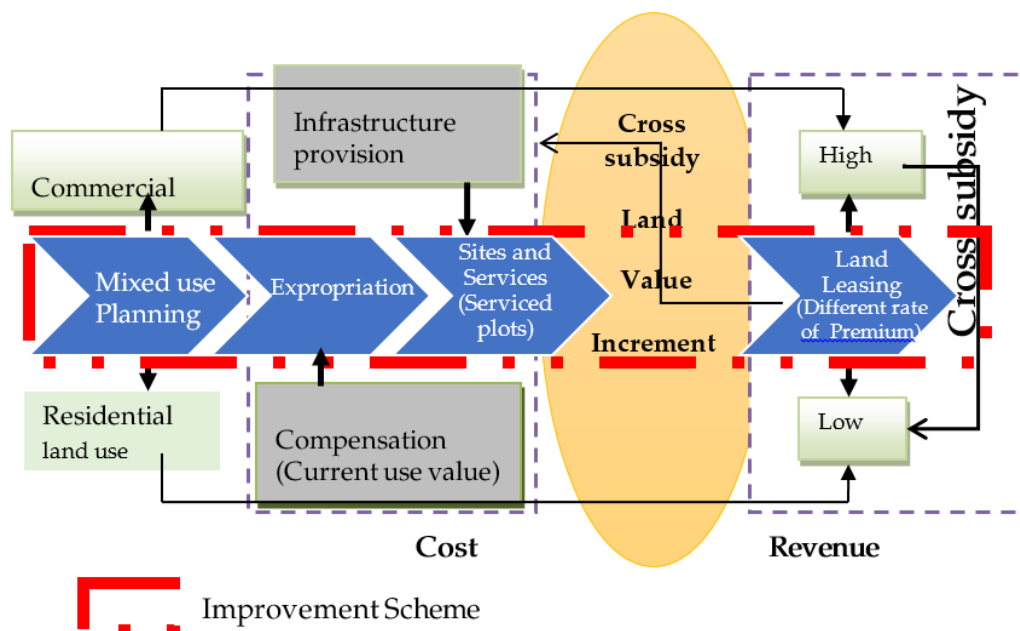 Commercial
Infrastructure
provision
Cross
subsidy
Land
Value
Increment
High
Cross subsidy
Mixed use
Planning
Expropriation
Sites and
Services
(Serviced
plots)
Land
Leasing
(Different rate
of Premium)
Residential
land use
Compensation
(Current use value)
Low
Cost
Revenue
Improvement Scheme